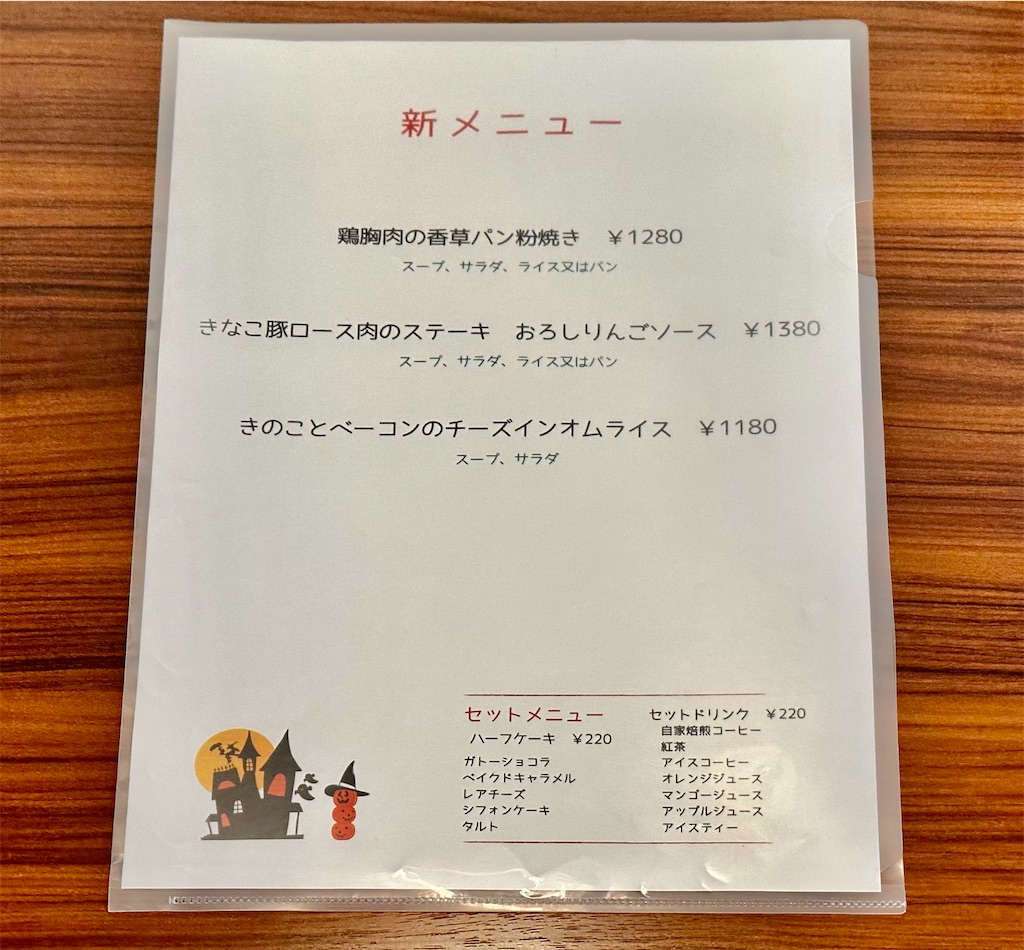 新メニュー
鶏胸肉の香草パン粉焼き ￥1280
スープ、サラダ、ライス又はパン
きなこ豚ロース肉のステーキ おろしりんごソース ￥1380
スープ、サラダ、ライス又はパン
きのことベーコンのチーズインオムライス ￥1180
スープ、サラダ
セットメニュー
ハーフケーキ ￥220
ガトーショコラ
ベイクドキャラメル
レアチーズ
シフォンケーキ
タルト
セットドリンク ￥220
自家焙煎コーヒー
紅茶
アイスコーヒー
オレンジジュース
マンゴージュース
アップルジュース
アイスティー